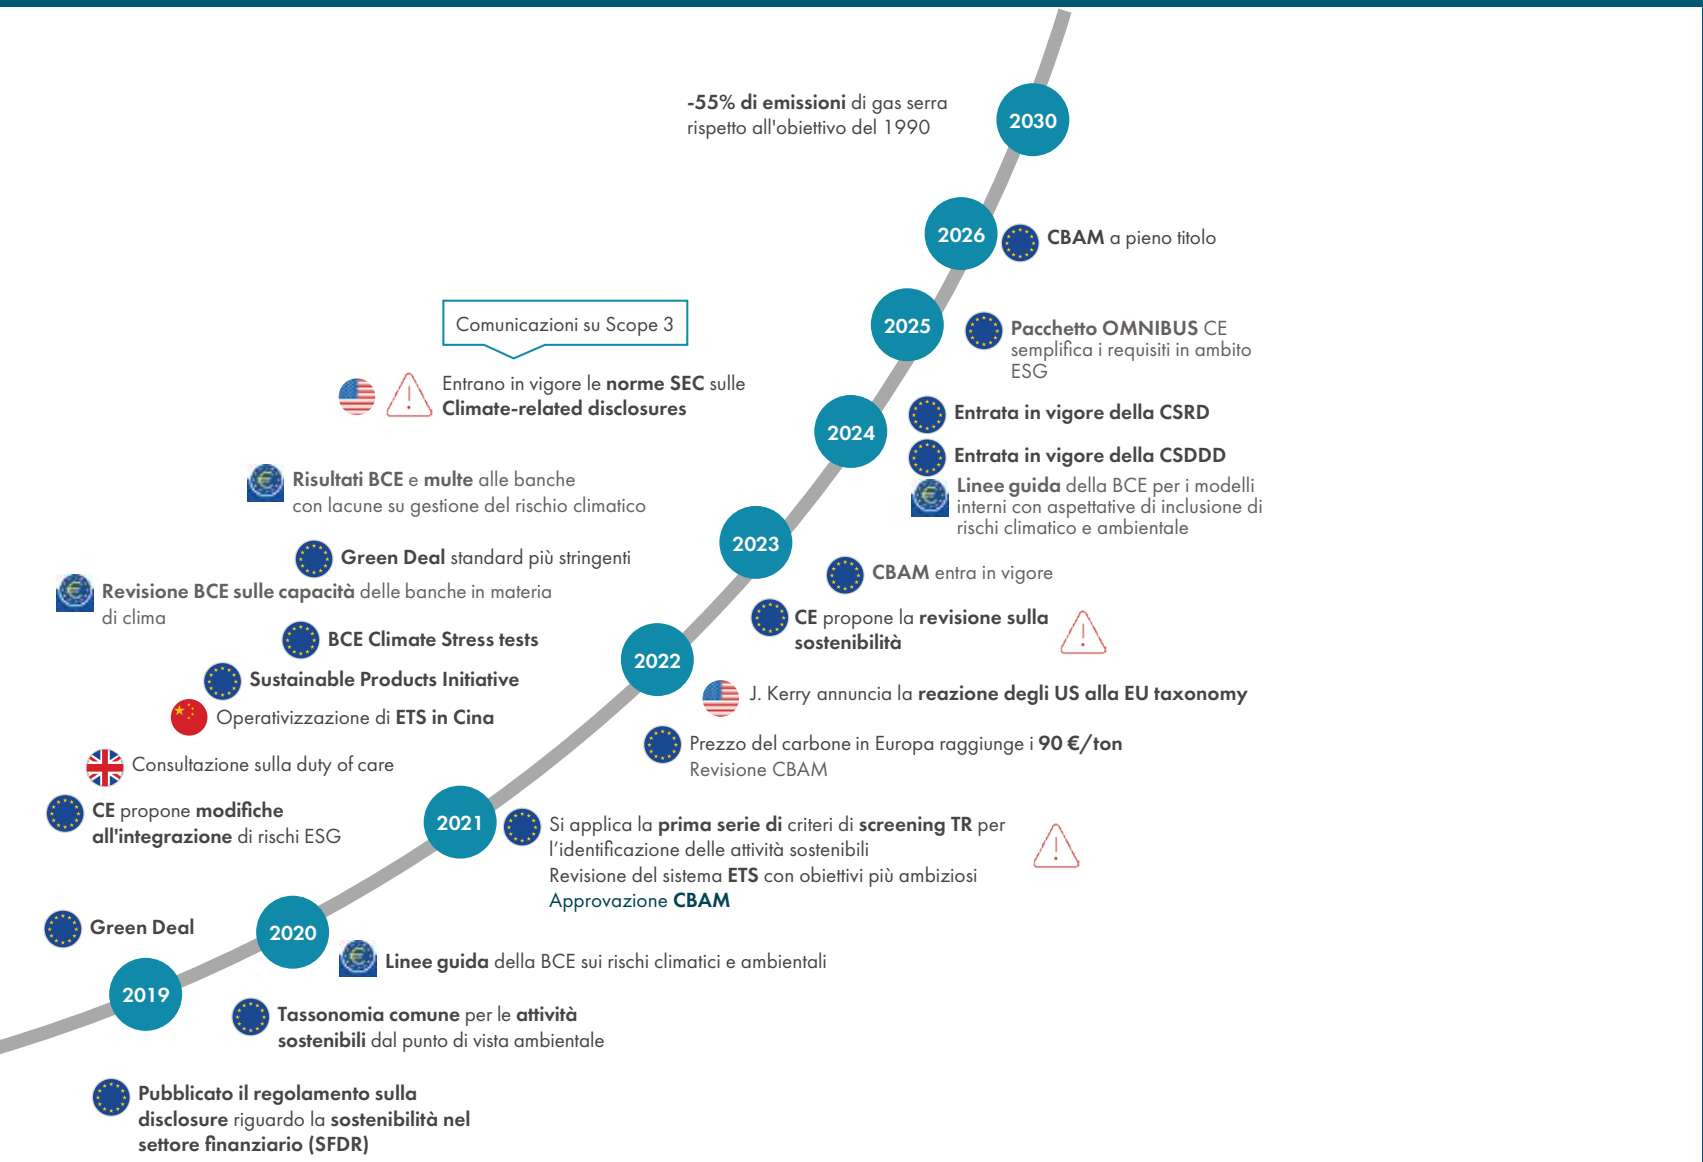 -55% di emissioni di gas serra
rispetto all'obiettivo del 1990
2030
2026
CBAM a pieno titolo
Comunicazioni su Scope 3
2025
Pacchetto OMNIBUS CE
semplifica i requisiti in ambito
ESG
Entrano in vigore le norme SEC sulle
Climate-related disclosures
2024
Entrata in vigore della CSRD
Entrata in vigore della CSDDD
Linee guida della BCE per i modelli
interni con aspettative di inclusione di
rischi climatico e ambientale
Risultati BCE e multe alle banche
con lacune su gestione del rischio climatico
2023
Green Deal standard più stringenti
CBAM entra in vigore
Revisione BCE sulle capacità delle banche in materia
di clima
CE propone la revisione sulla
sostenibilità
BCE Climate Stress tests
2022
Sustainable Products Initiative
J. Kerry annuncia la reazione degli US alla EU taxonomy
Operativizzazione di ETS in Cina
Prezzo del carbone in Europa raggiunge i 90 €/ton
Revisione CBAM
Consultazione sulla duty of care
CE propone modifiche
all'integrazione di rischi ESG
2021
Si applica la prima serie di criteri di screening TR per
l’identificazione delle attività sostenibili
Revisione del sistema ETS con obiettivi più ambiziosi
Approvazione CBAM
Green Deal
2020
Linee guida della BCE sui rischi climatici e ambientali
2019
Tassonomia comune per le attività
sostenibili dal punto di vista ambientale
Pubblicato il regolamento sulla
disclosure riguardo la sostenibilità nel
settore finanziario (SFDR)